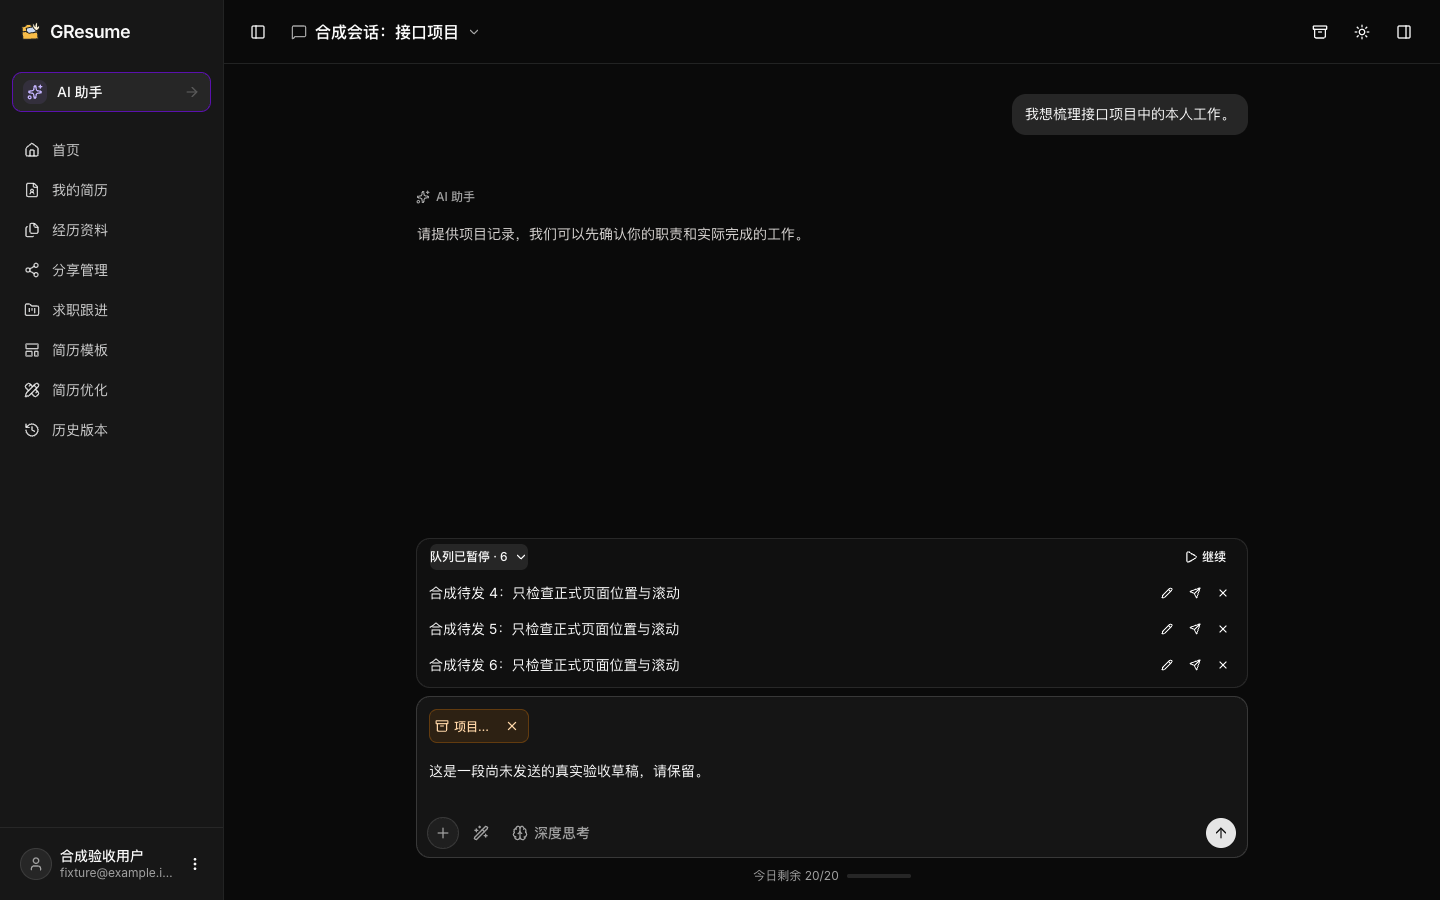 GResume
合成会话：接口项目
AI 助手
首页
我的简历
经历资料
分享管理
求职跟进
简历模板
简历优化
历史版本
合成验收用户
fixture@example.i...
我想梳理接口项目中的本人工作。
AI 助手
请提供项目记录，我们可以先确认你的职责和实际完成的工作。
队列已暂停 · 6
继续
合成待发 4：只检查正式页面位置与滚动
合成待发 5：只检查正式页面位置与滚动
合成待发 6：只检查正式页面位置与滚动
项目...
这是一段尚未发送的真实验收草稿，请保留。
深度思考
今日剩余 20/20